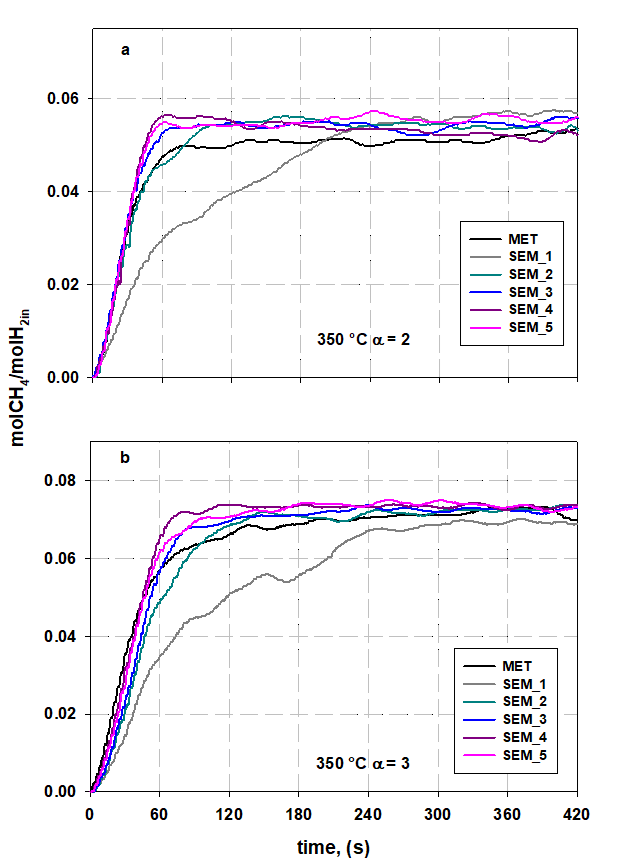 a
0.06
0.04
0.02
0.00
MET
SEM_1
SEM_2
SEM_3
SEM_4
SEM_5
350 °C α = 2
molCH4/molH2in
b
0.08
0.06
0.04
0.02
0.00
MET
SEM_1
SEM_2
SEM_3
SEM_4
SEM_5
350 °C α = 3
0 60 120 180 240 300 360 420
time, (s)